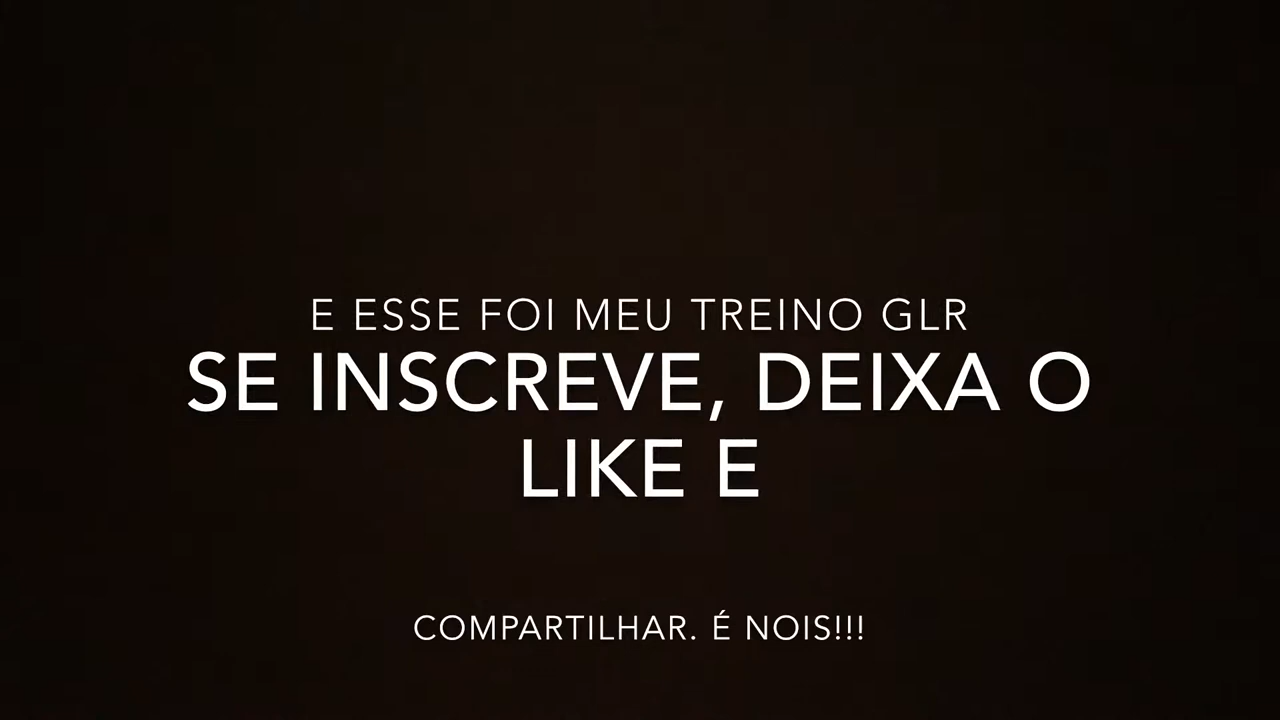 E ESSE FOI MEU TREINO GLR
SE INSCREVE, DEIXA O
LIKE E
COMPARTILHAR. É NOIS!!!